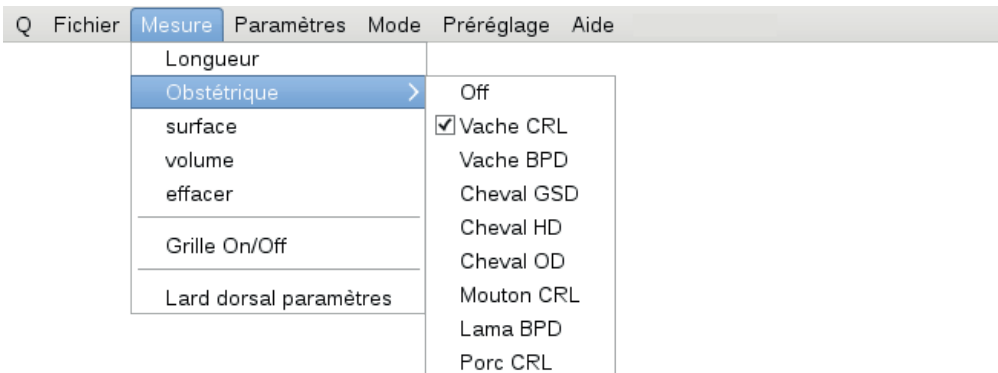 Q Fichier Mesure Paramètres Mode Préréglage Aide
Longueur
Obstétrique
surface
volume
effacer
Grille On/Off
Lard dorsal paramètres
Off
Vache CRL
Vache BPD
Cheval GSD
Cheval HD
Cheval OD
Mouton CRL
Lama BPD
Porc CRL